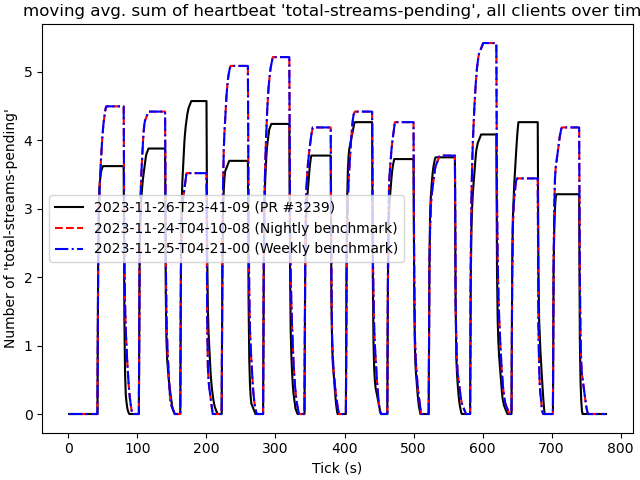 moving avg. sum of heartbeat 'total-streams-pending', all clients over tim
Number of 'total-streams-pending'
5
4
3
2
1
0
2023-11-26-T23-41-09 (PR #3239)
2023-11-24-T04-10-08 (Nightly benchmark)
2023-11-25-T04-21-00 (Weekly benchmark)
0 100 200 300 400 500 600 700 800
Tick (s)